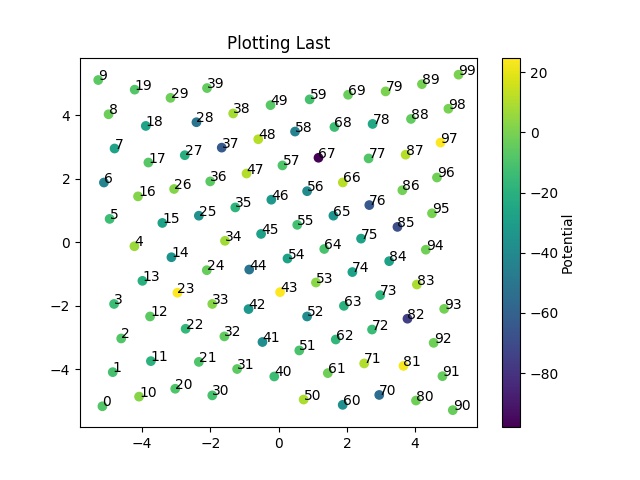 Plotting Last
9 19 29 39 49 59 69 79 89 99
8 18 28 38 48 58 68 78 88 98
7 17 27 37 47 57 67 77 87 97
6 16 26 36 46 56 66 76 86 96
5 15 25 35 45 55 65 75 85 95
4 14 24 34 44 54 64 74 84 94
3 13 23 33 43 53 63 73 83 93
2 12 22 32 42 52 62 72 82 92
1 11 21 31 41 51 61 71 81 91
0 10 20 30 40 50 60 70 80 90
4
2
0
−2
−4
−4 −2 0 2 4
20
0
−20
−40
−60
−80
Potential